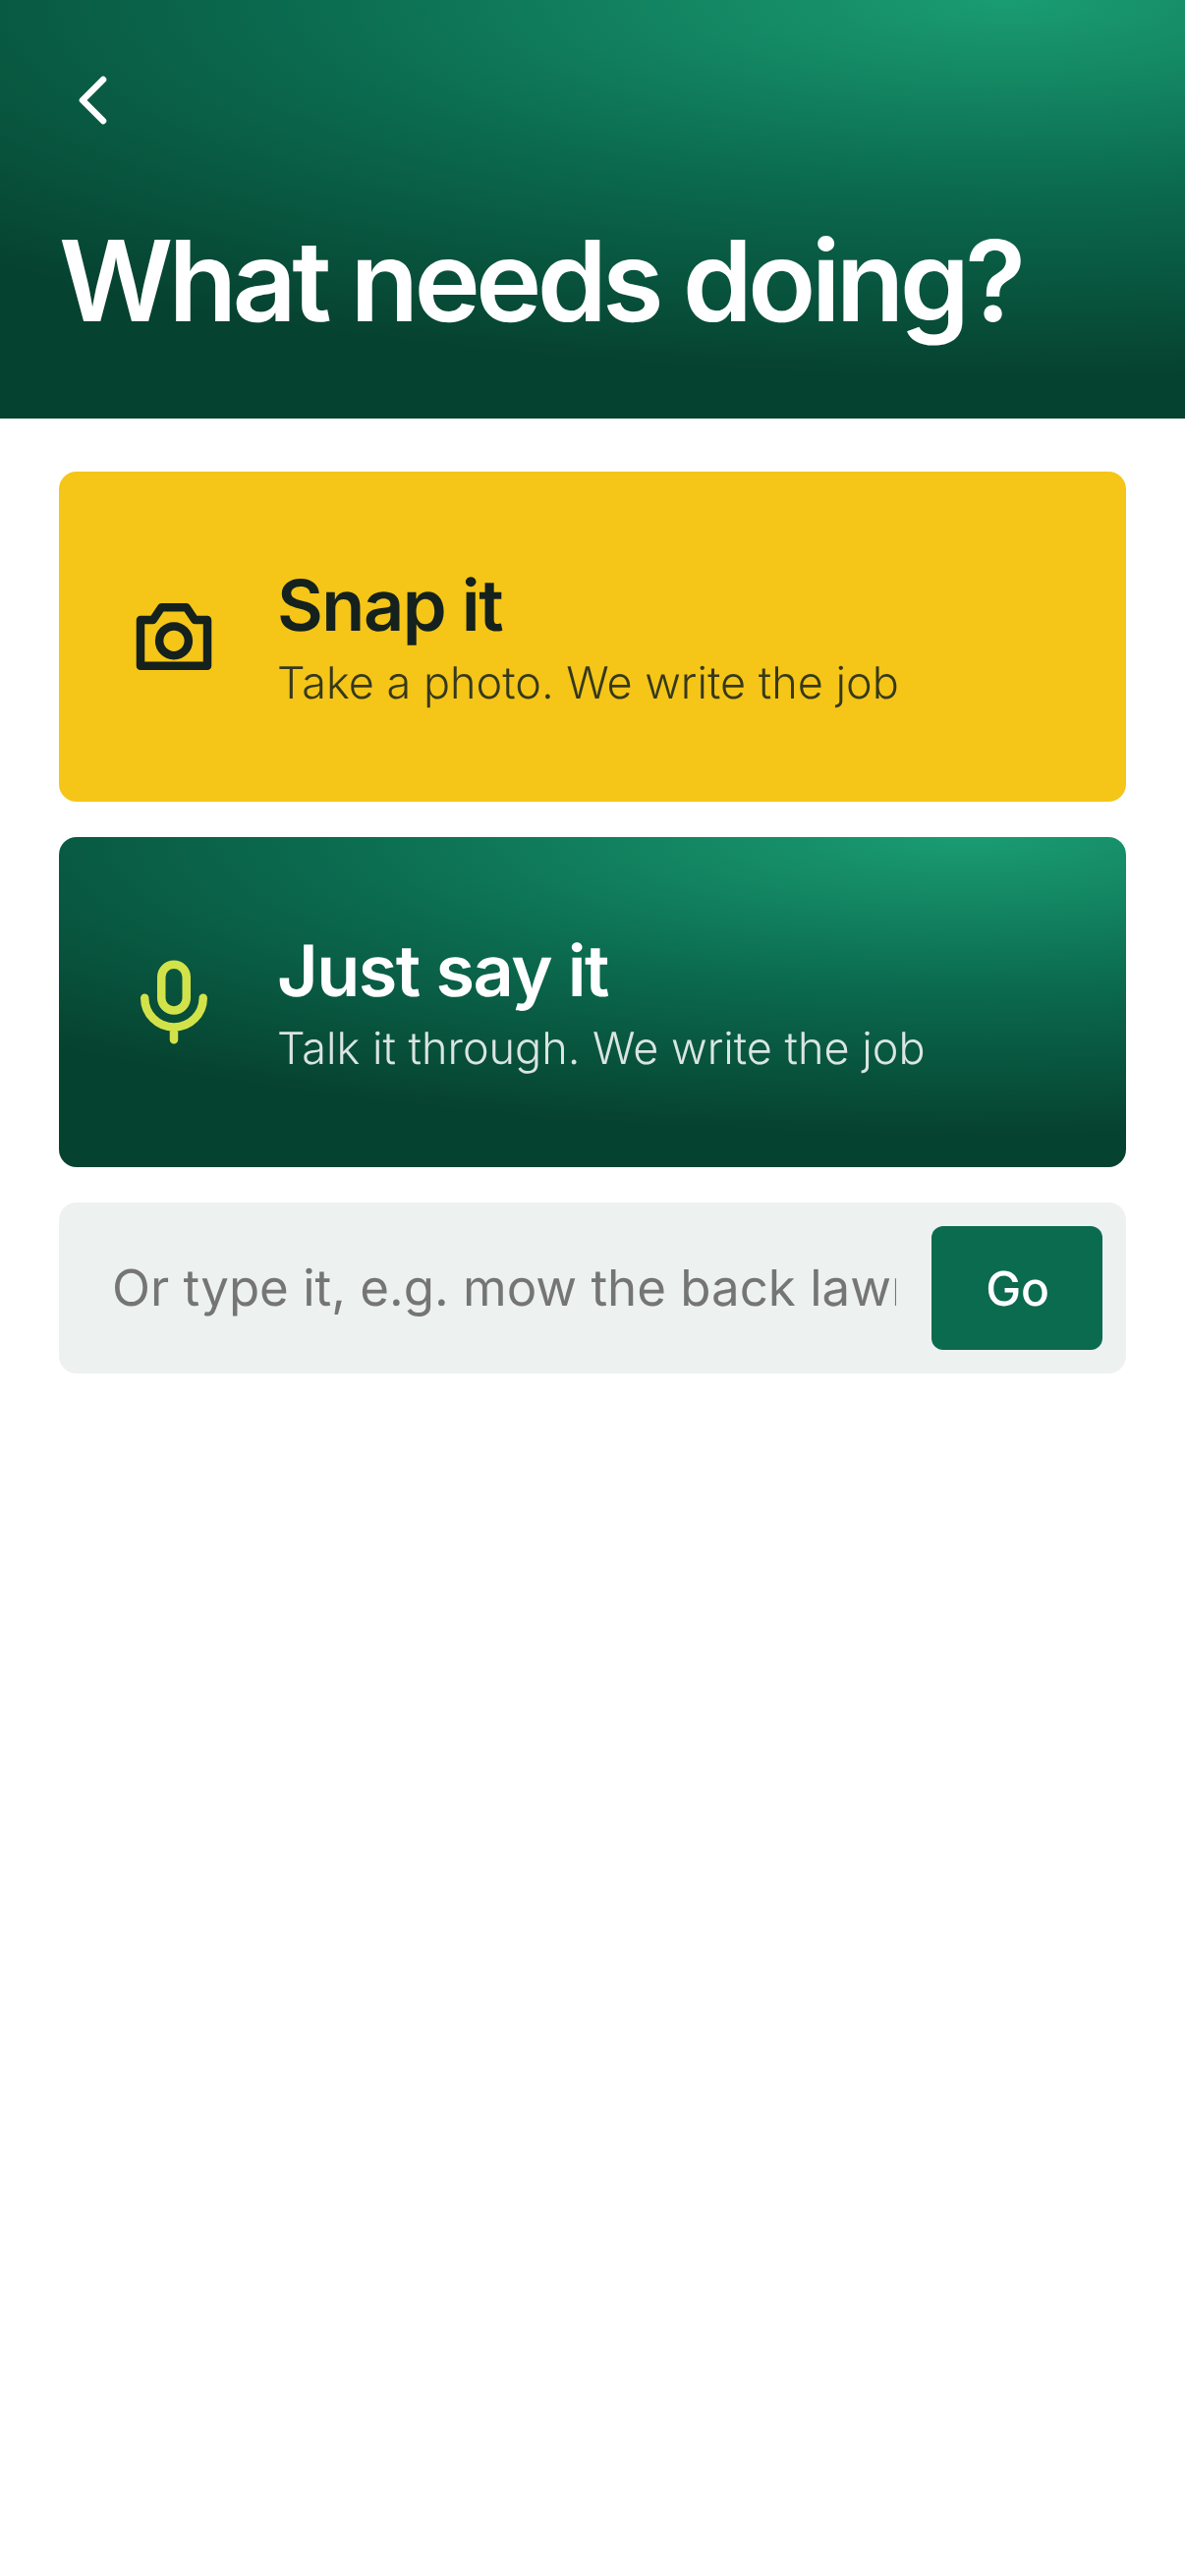 What needs doing?
Snap it
Take a photo. We write the job
Just say it
Talk it through. We write the job
Or type it, e.g. mow the back law
Go